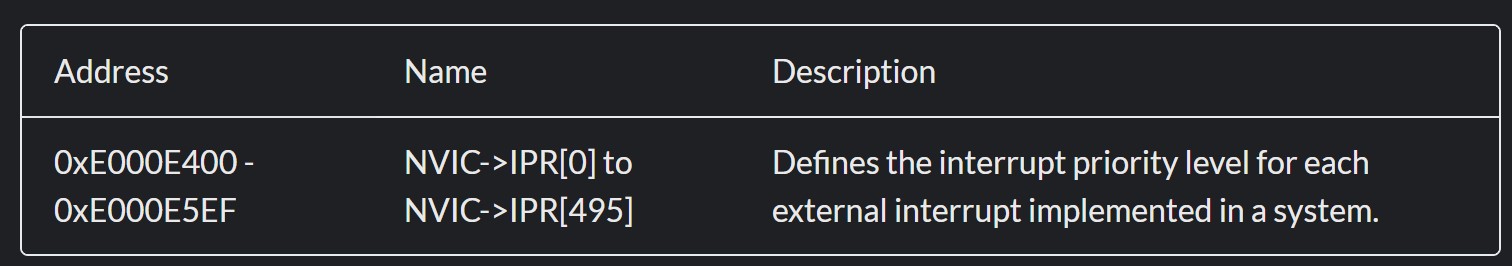 Address Name Description
0xE000E400 - NVIC->IPR[0] to Defines the interrupt priority level for each
0xE000E5EF NVIC->IPR[495] external interrupt implemented in a system.